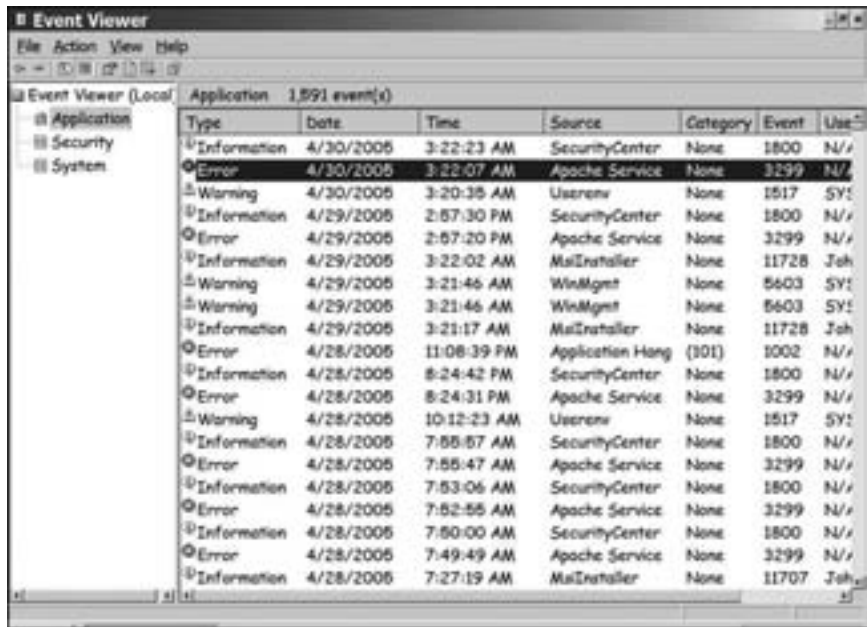 Event Viewer
File Action View Help
Event Viewer (Local)
Application
Security
System
Application 1,591 event(s)
Type Date Time Source Category Event Use
Information 4/30/2005 3:22:23 AM SecurityCenter None 1800 N/A
Error 4/30/2005 3:22:07 AM Apache Service None 3299 N/A
Warning 4/30/2005 3:20:35 AM Userenv None 1517 SYS
Information 4/29/2005 2:57:30 PM SecurityCenter None 1800 N/A
Error 4/29/2005 2:57:20 PM Apache Service None 3299 N/A
Information 4/29/2005 3:22:02 AM MsiInstaller None 11728 Joh
Warning 4/29/2005 3:21:46 AM WinMgmt None 5603 SYS
Warning 4/29/2005 3:21:46 AM WinMgmt None 5603 SYS
Information 4/29/2005 3:21:17 AM MsiInstaller None 11728 Joh
Error 4/28/2005 11:08:39 PM Application Hang (101) 1002 N/A
Information 4/28/2005 8:24:42 PM SecurityCenter None 1800 N/A
Error 4/28/2005 8:24:31 PM Apache Service None 3299 N/A
Warning 4/28/2005 10:12:23 AM Userenv None 1517 SYS
Information 4/28/2005 7:55:57 AM SecurityCenter None 1800 N/A
Error 4/28/2005 7:55:47 AM Apache Service None 3299 N/A
Information 4/28/2005 7:53:06 AM SecurityCenter None 1800 N/A
Error 4/28/2005 7:52:55 AM Apache Service None 3299 N/A
Information 4/28/2005 7:50:00 AM SecurityCenter None 1800 N/A
Error 4/28/2005 7:49:49 AM Apache Service None 3299 N/A
Information 4/28/2005 7:27:19 AM MsiInstaller None 11707 Joh